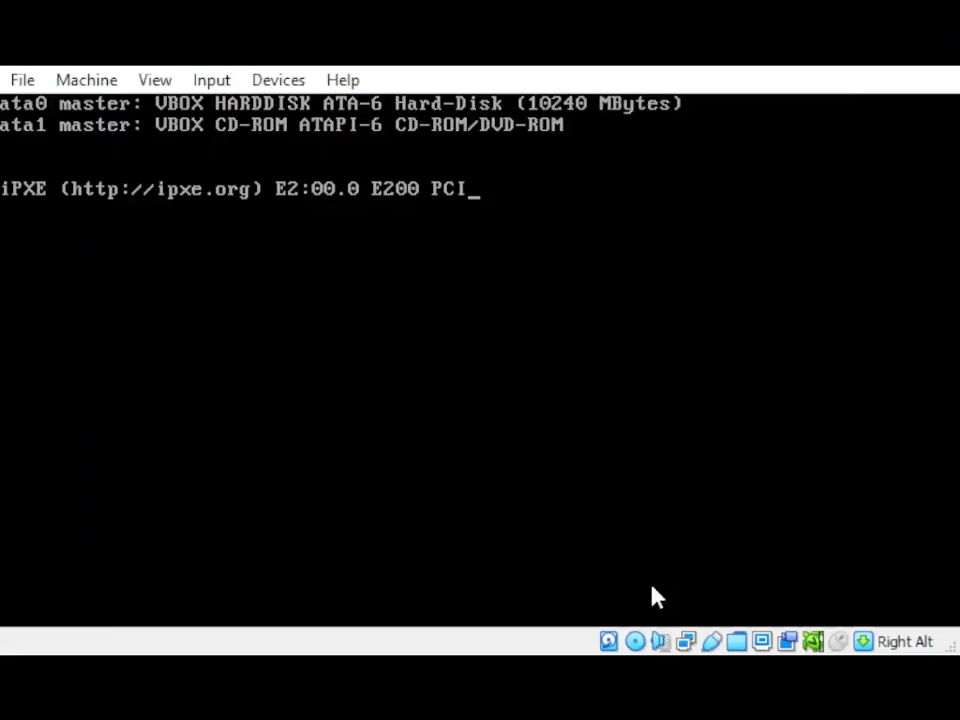 File Machine View Input Devices Help
ata0 master: VBOX HARDDISK ATA-6 Hard-Disk (10240 MBytes)
ata1 master: VBOX CD-ROM ATAPI-6 CD-ROM/DVD-ROM
iPXE (http://ipxe.org) E2:00.0 E200 PCI_
Right Alt